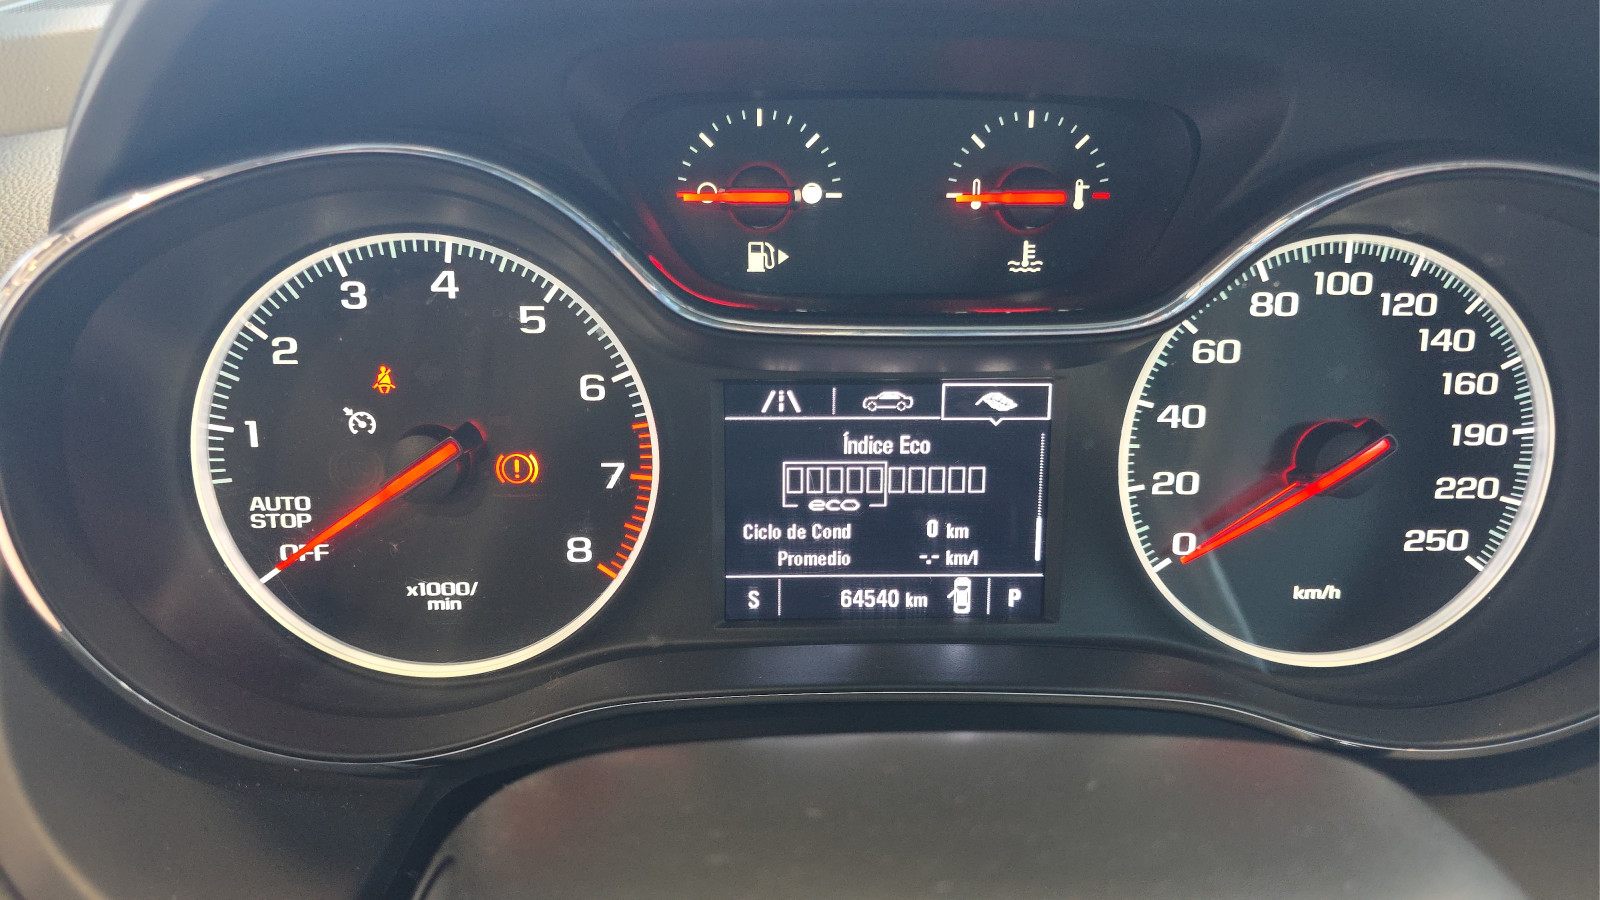 1
2
3
4
5
6
7
8
AUTO
STOP
OFF
x1000/
min
Índice Eco
eco
Ciclo de Cond 0 km
Promedio -.- km/l
S 64540 km P
0
20
40
60
80
100
120
140
160
190
220
250
km/h